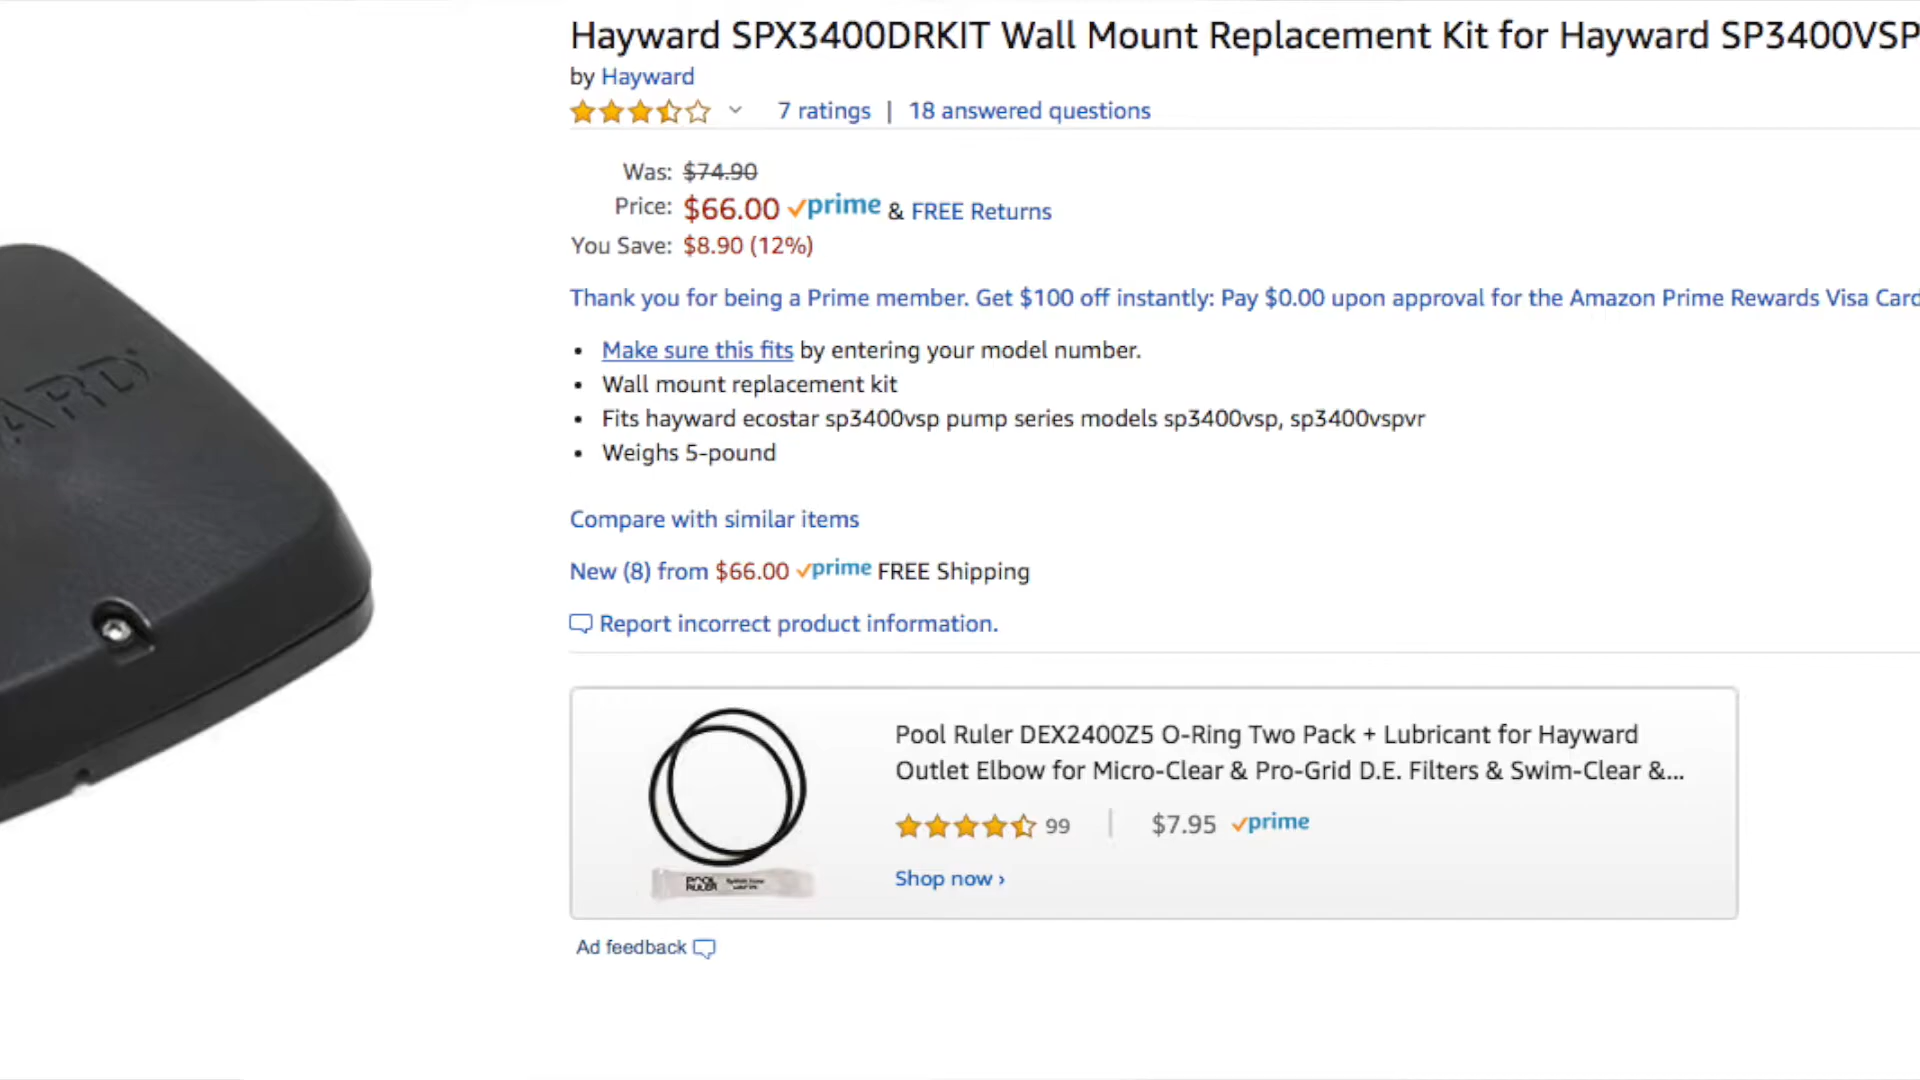 Hayward SPX3400DRKIT Wall Mount Replacement Kit for Hayward SP3400VSP
by Hayward
7 ratings | 18 answered questions
Was: $74.90
Price: $66.00 prime & FREE Returns
You Save: $8.90 (12%)
Thank you for being a Prime member. Get $100 off instantly: Pay $0.00 upon approval for the Amazon Prime Rewards Visa Card
• Make sure this fits by entering your model number.
• Wall mount replacement kit
• Fits hayward ecostar sp3400vsp pump series models sp3400vsp, sp3400vspvr
• Weighs 5-pound
Compare with similar items
New (8) from $66.00 prime FREE Shipping
Report incorrect product information.
Pool Ruler DEX2400Z5 O-Ring Two Pack + Lubricant for Hayward
Outlet Elbow for Micro-Clear & Pro-Grid D.E. Filters & Swim-Clear &...
99 | $7.95 prime
Shop now ›
POOL
RULER
Ad feedback
ARD